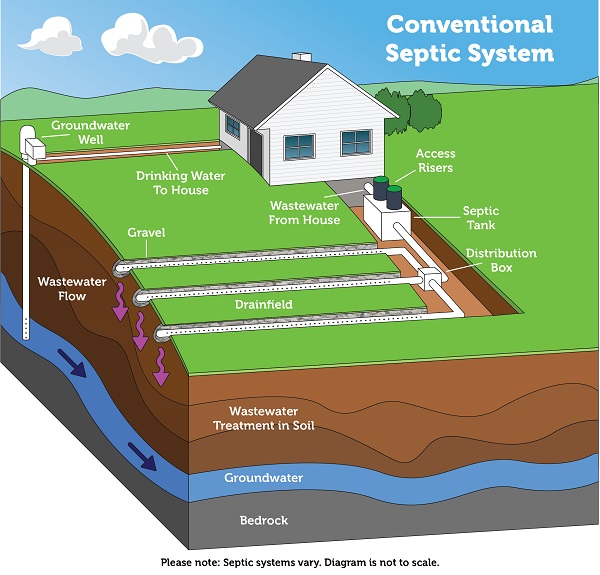 Conventional
Septic System
Groundwater
Well
Drinking Water
To House
Access
Risers
Wastewater
From House
Septic
Tank
Gravel
Distribution
Box
Wastewater
Flow
Drainfield
Wastewater
Treatment in Soil
Groundwater
Bedrock
Please note: Septic systems vary. Diagram is not to scale.